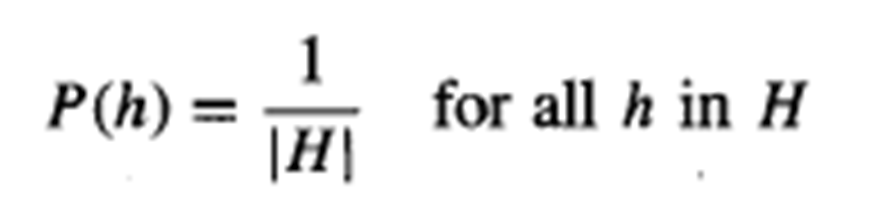 P(h) = 1/|H| for all h in H